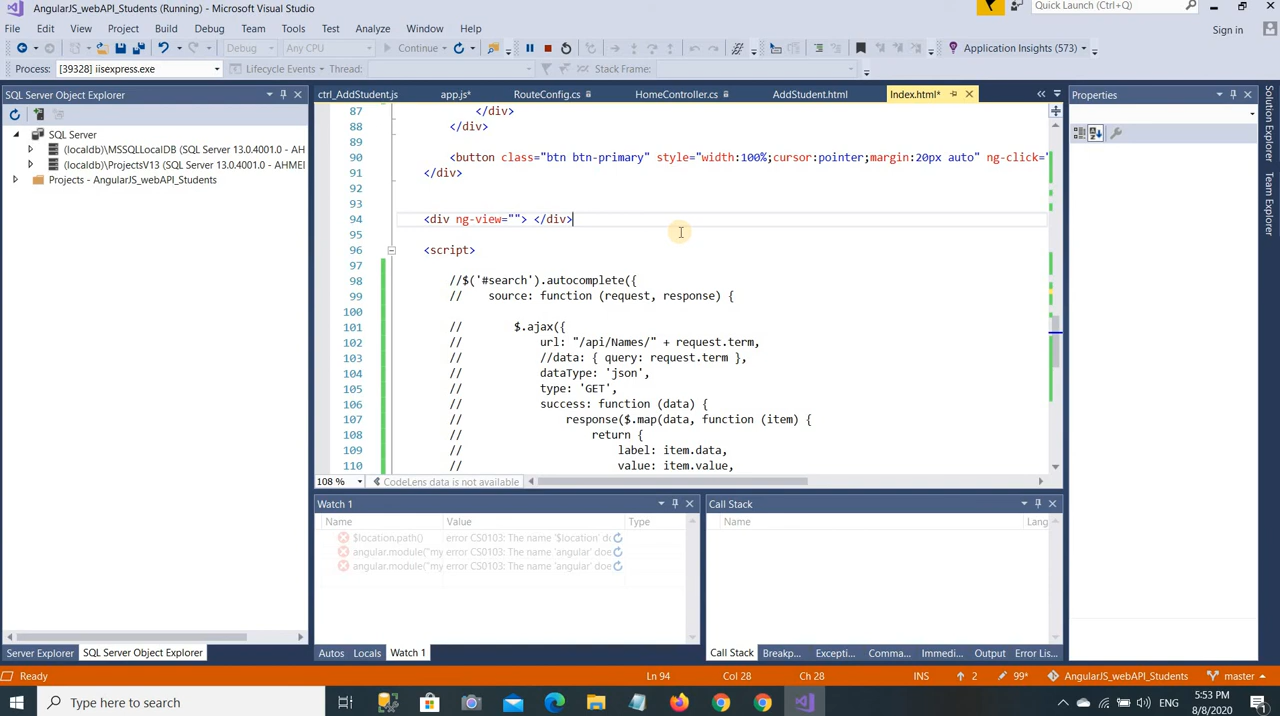 AngularJS_webAPI_Students (Running) - Microsoft Visual Studio
Quick Launch (Ctrl+Q)
File Edit View Project Build Debug Team Tools Test Analyze Window Help
Sign in
Debug Any CPU Continue Application Insights (573)
Process: [39328] iisexpress.exe Lifecycle Events Thread: Stack Frame:
SQL Server Object Explorer
ctrl_AddStudent.js app.js* RouteConfig.cs HomeController.cs AddStudent.html Index.html*
Properties
SQL Server
(localdb)\MSSQLLocalDB (SQL Server 13.0.4001.0 - AHMEI
(localdb)\ProjectsV13 (SQL Server 13.0.4001.0 - AHMEI
Projects - AngularJS_webAPI_Students
87 </div>
88 </div>
89
90 <button class="btn btn-primary" style="width:100%;cursor:pointer;margin:20px auto" ng-click="
91 </div>
92
93
94 <div ng-view=""> </div>
95
96 <script>
97
98 //$('#search').autocomplete({
99 // source: function (request, response) {
100
101 // $.ajax({
102 // url: "/api/Names/" + request.term,
103 // //data: { query: request.term },
104 // dataType: 'json',
105 // type: 'GET',
106 // success: function (data) {
107 // response($.map(data, function (item) {
108 // return {
109 // label: item.data,
110 // value: item.value,
108 % CodeLens data is not available
Solution Explorer
Team Explorer
Watch 1
Name Value Type
$location.path() error CS0103: The name '$location' do
angular.module("my error CS0103: The name 'angular' doe
angular.module("my error CS0103: The name 'angular' doe
Autos Locals Watch 1
Call Stack
Name Lang
Call Stack Breakp... Excepti... Comma... Immedi... Output Error Lis...
Server Explorer SQL Server Object Explorer
Ready Ln 94 Col 28 Ch 28 INS 2 99* AngularJS_webAPI_Students master
Type here to search
ENG
5:53 PM
8/8/2020
1